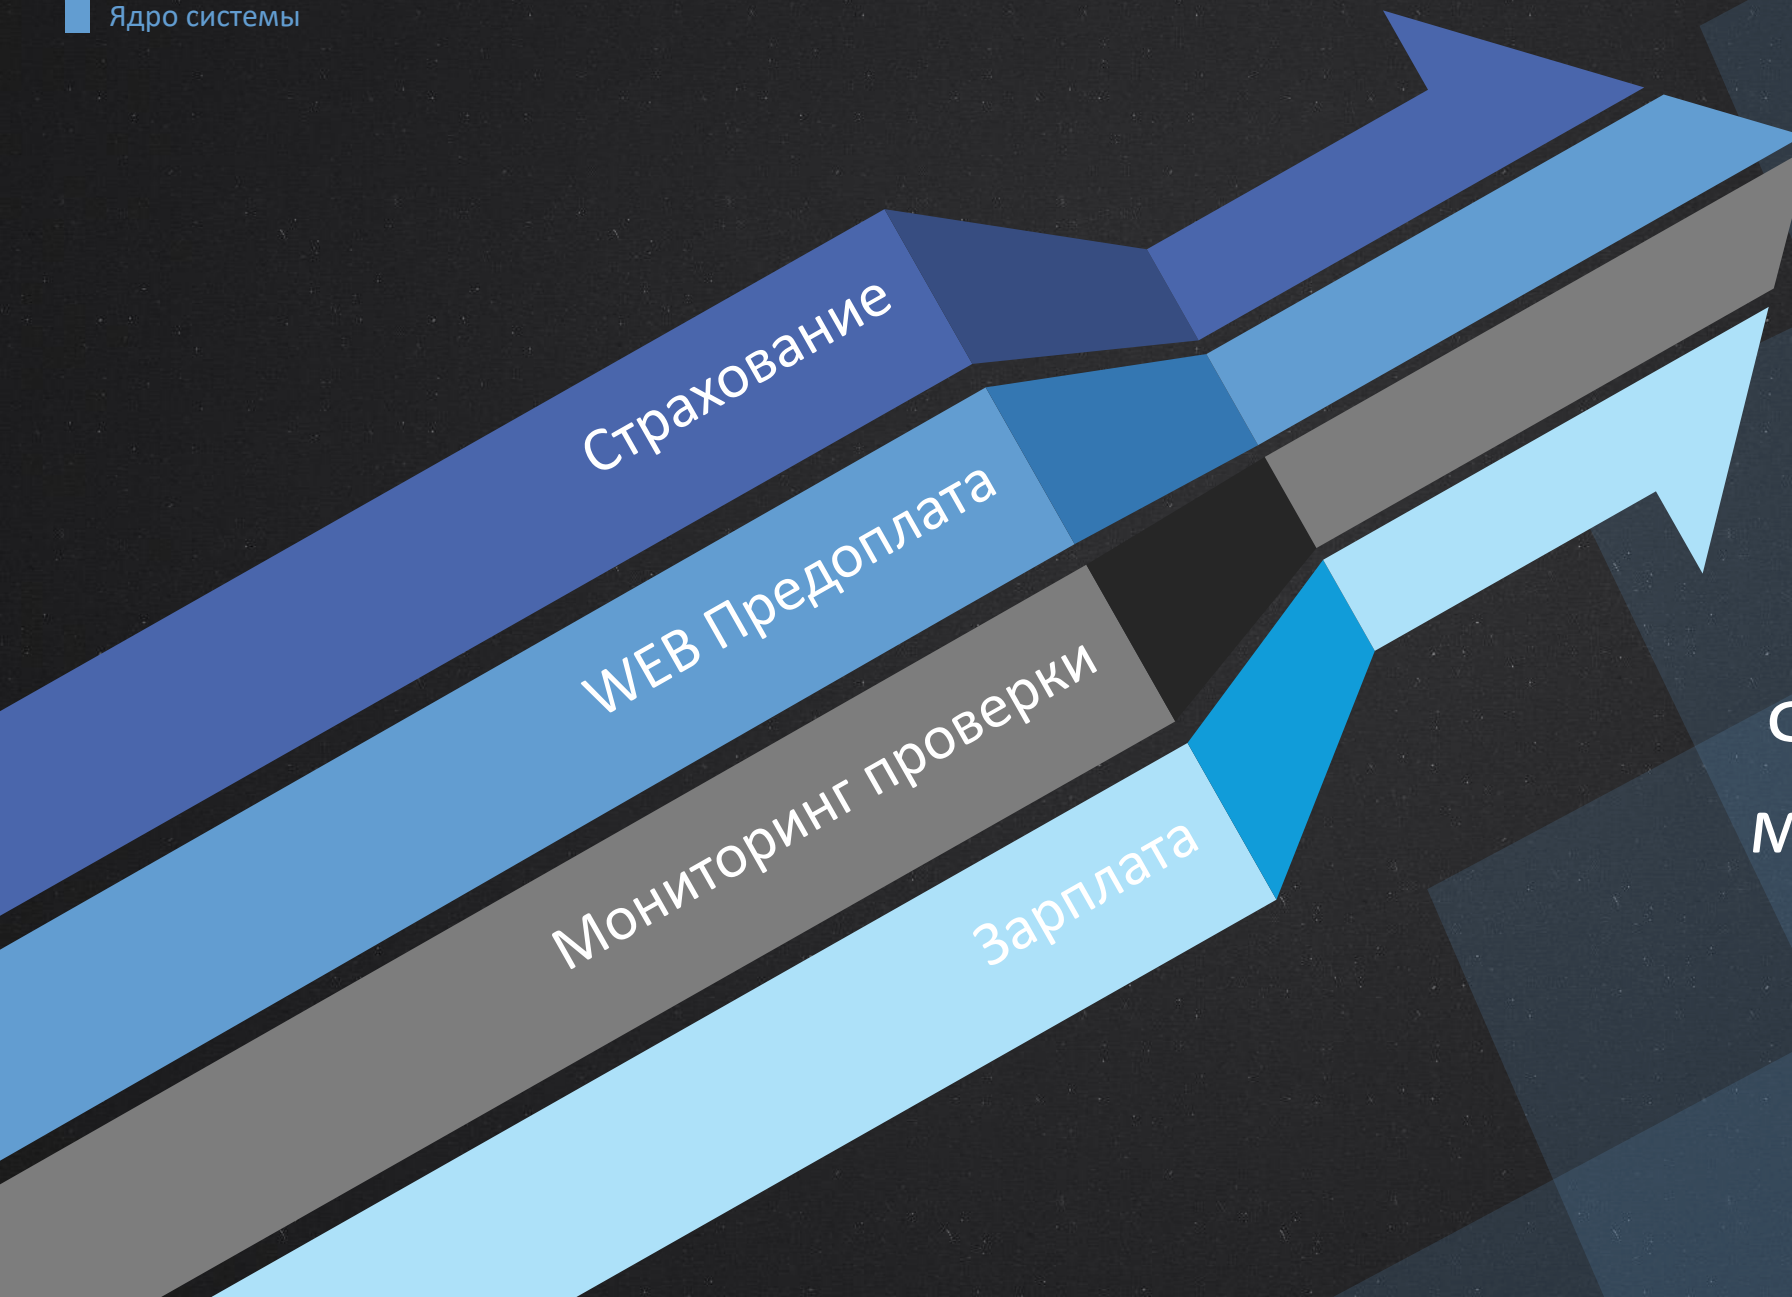 Ядро системы
Страхование
WEB Предоплата
Мониторинг проверки
Зарплата